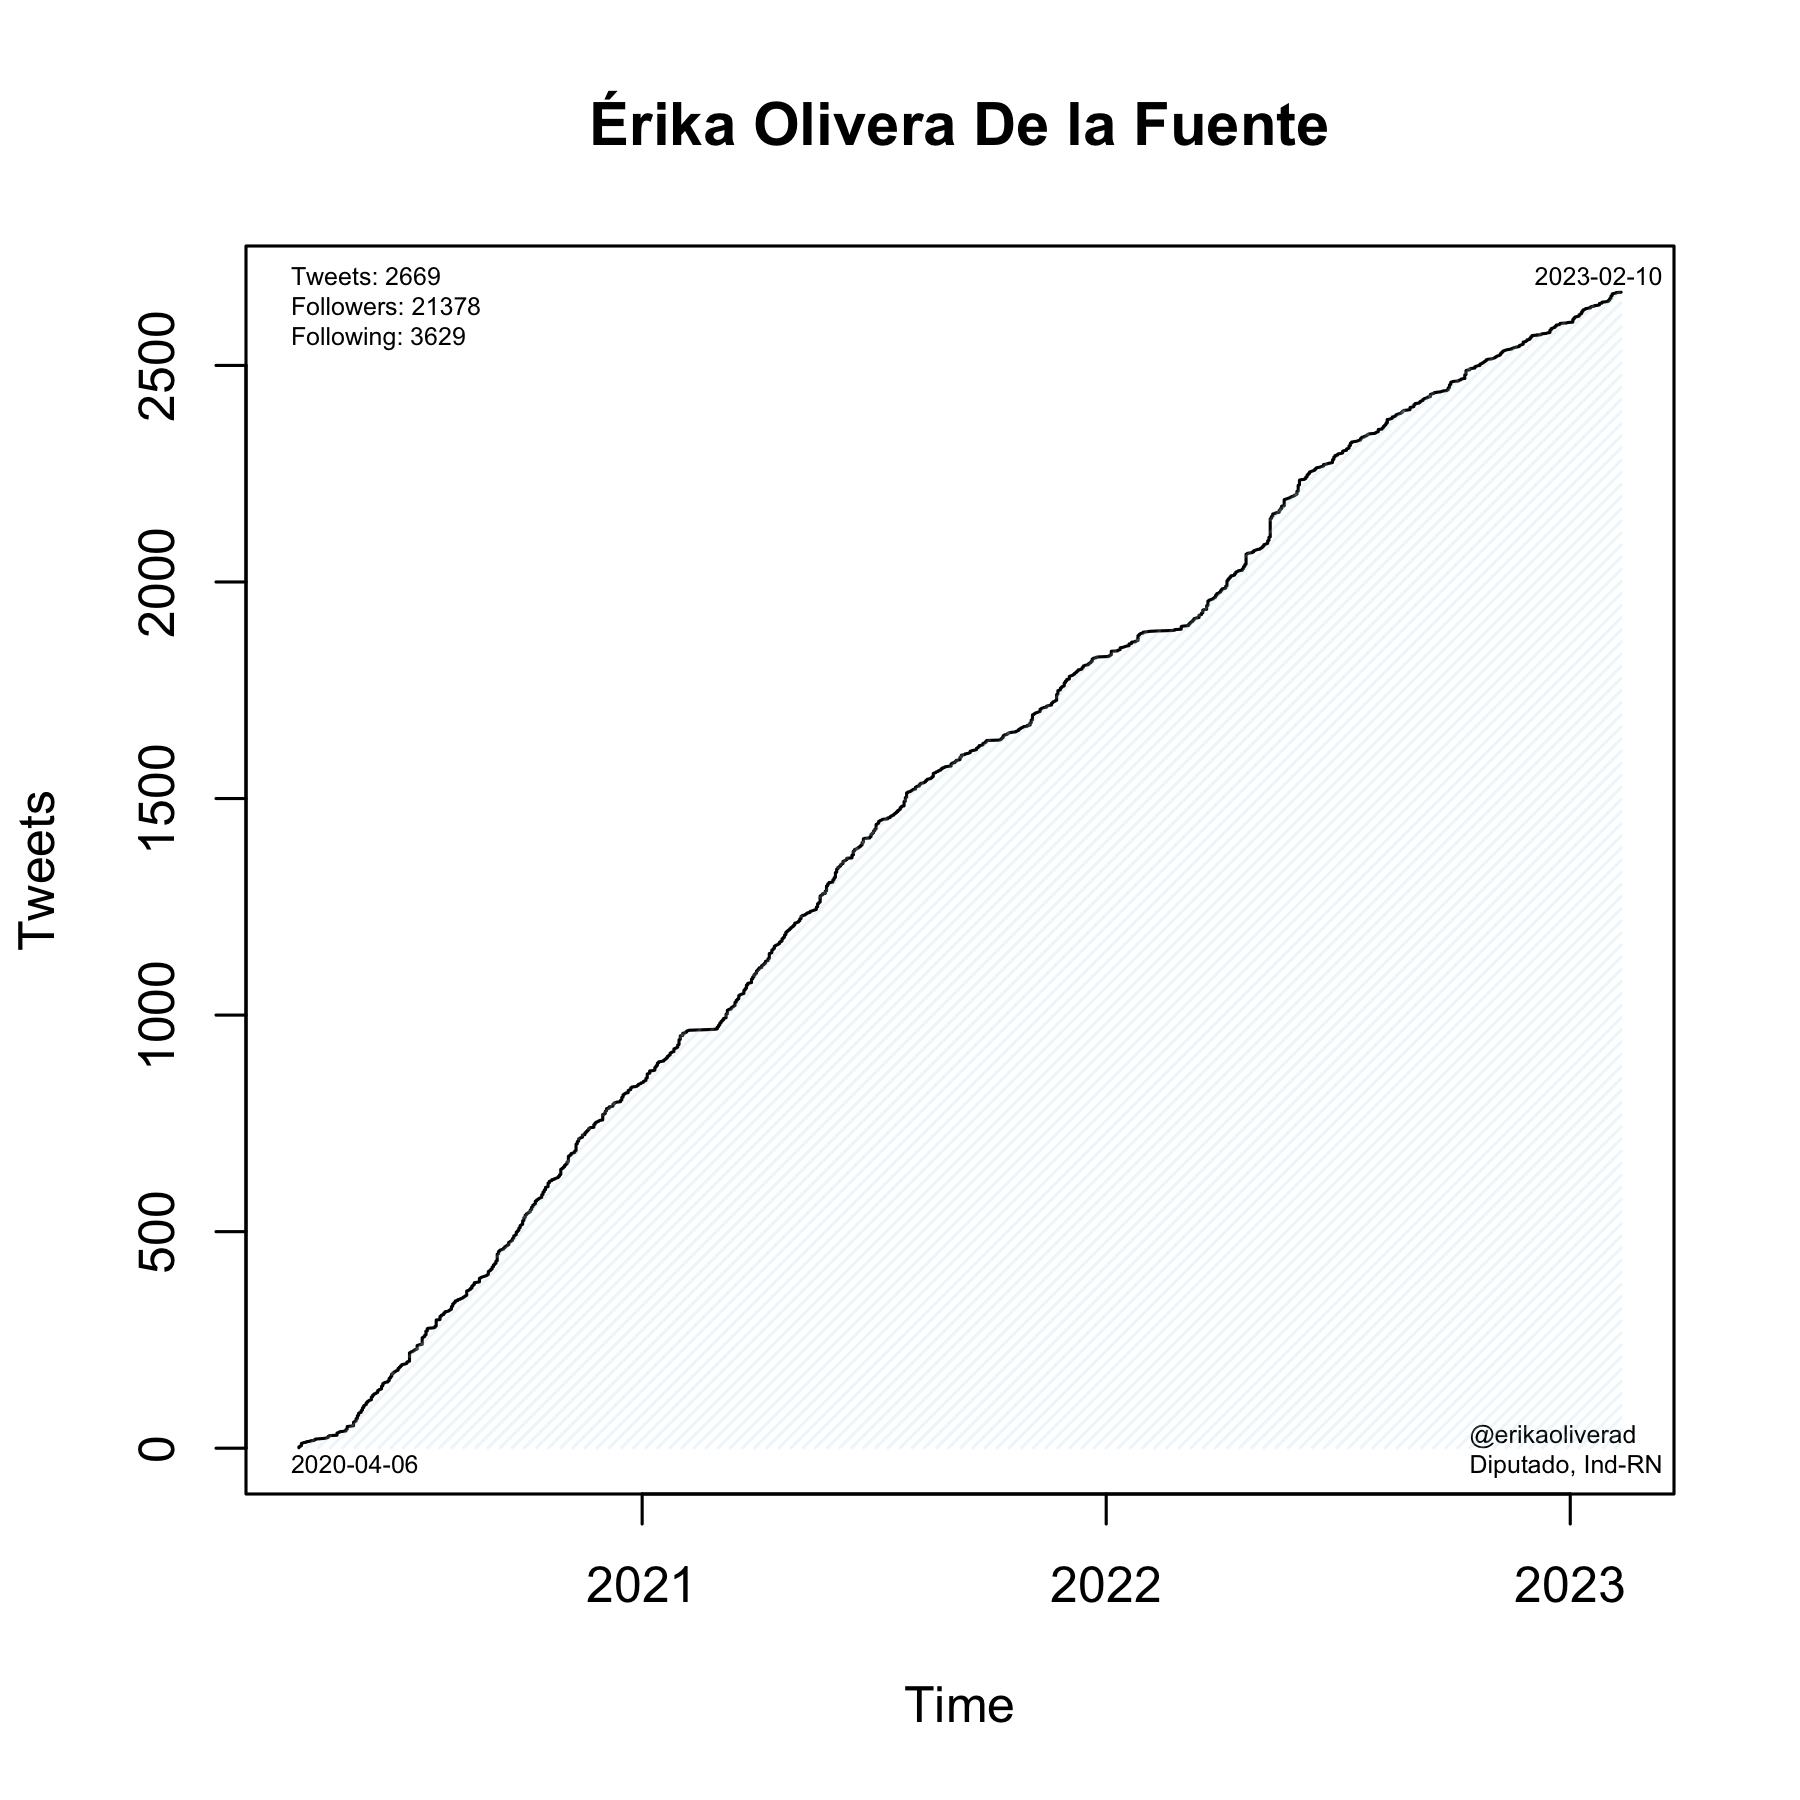 Érika Olivera De la Fuente
Tweets: 2669
Followers: 21378
Following: 3629
2023-02-10
2500
2000
1500
1000
500
0
Tweets
2020-04-06
@erikaoliverad
Diputado, Ind-RN
2021
2022
2023
Time